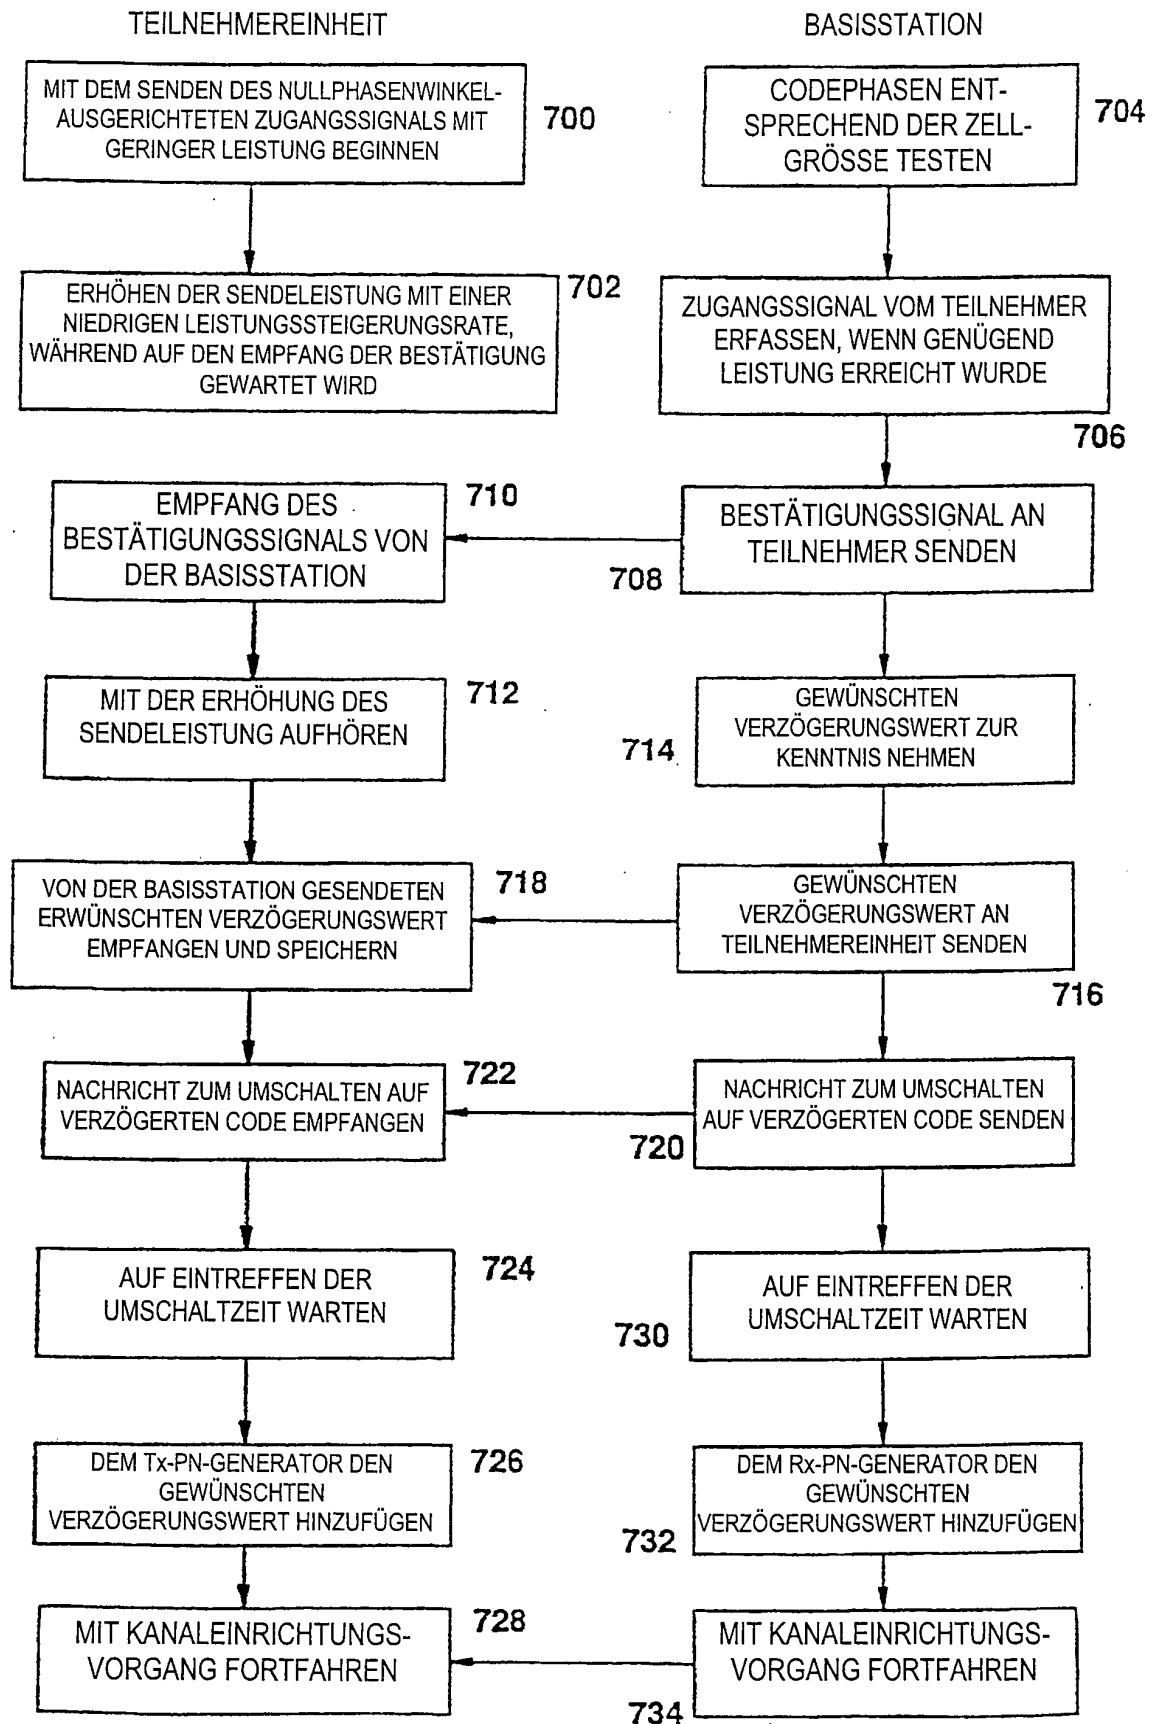 TEILNEHMEREINHEIT
BASISSTATION
MIT DEM SENDEN DES NULLPHASENWINKEL-
AUSGERICHTETEN ZUGANGSSIGNALS MIT
GERINGER LEISTUNG BEGINNEN
700
CODEPHASEN ENT-
SPRECHEND DER ZELL-
GRÖSSE TESTEN
704
ERHÖHEN DER SENDELEISTUNG MIT EINER
NIEDRIGEN LEISTUNGSSTEIGERUNGSRATE,
WÄHREND AUF DEN EMPFANG DER BESTÄTIGUNG
GEWARTET WIRD
702
ZUGANGSSIGNAL VOM TEILNEHMER
ERFASSEN, WENN GENÜGEND
LEISTUNG ERREICHT WURDE
706
EMPFANG DES
BESTÄTIGUNGSSIGNALS VON
DER BASISSTATION
710
BESTÄTIGUNGSSIGNAL AN
TEILNEHMER SENDEN
708
MIT DER ERHÖHUNG DES
SENDELEISTUNG AUFHÖREN
712
GEWÜNSCHTEN
VERZÖGERUNGSWERT ZUR
KENNTNIS NEHMEN
714
VON DER BASISSTATION GESENDETEN
ERWÜNSCHTEN VERZÖGERUNGSWERT
EMPFANGEN UND SPEICHERN
718
GEWÜNSCHTEN
VERZÖGERUNGSWERT AN
TEILNEHMEREINHEIT SENDEN
716
NACHRICHT ZUM UMSCHALTEN AUF
VERZÖGERTEN CODE EMPFANGEN
722
NACHRICHT ZUM UMSCHALTEN
AUF VERZÖGERTEN CODE SENDEN
720
AUF EINTREFFEN DER
UMSCHALTZEIT WARTEN
724
AUF EINTREFFEN DER
UMSCHALTZEIT WARTEN
730
DEM Tx-PN-GENERATOR DEN
GEWÜNSCHTEN
VERZÖGERUNGSWERT HINZUFÜGEN
726
DEM Rx-PN-GENERATOR DEN
GEWÜNSCHTEN
VERZÖGERUNGSWERT HINZUFÜGEN
732
MIT KANALEINRICHTUNGS-
VORGANG FORTFAHREN
728
MIT KANALEINRICHTUNGS-
VORGANG FORTFAHREN
734